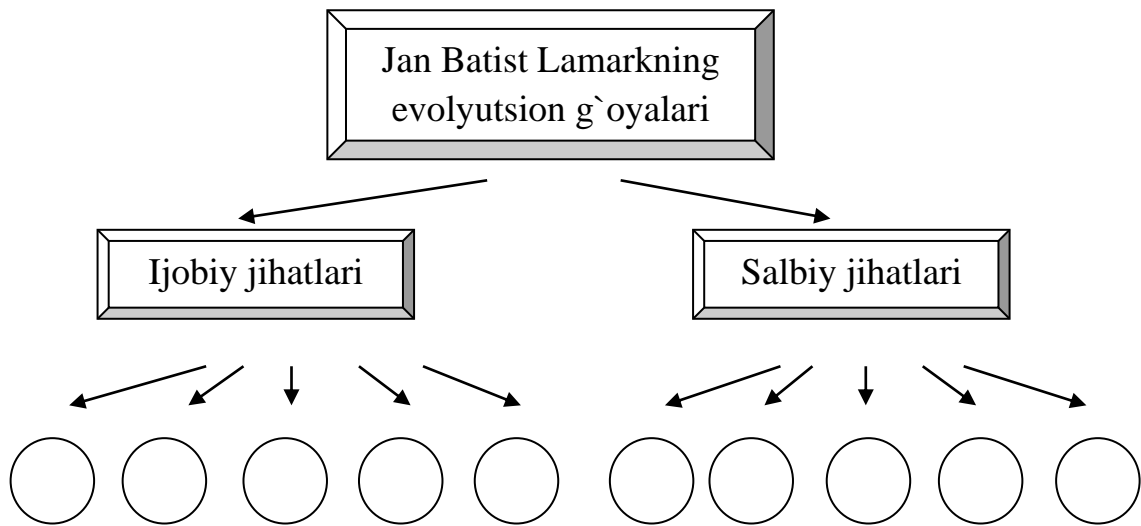 Jan Batist Lamarkning
evolyutsion g`oyalari
Ijobiy jihatlari
Salbiy jihatlari